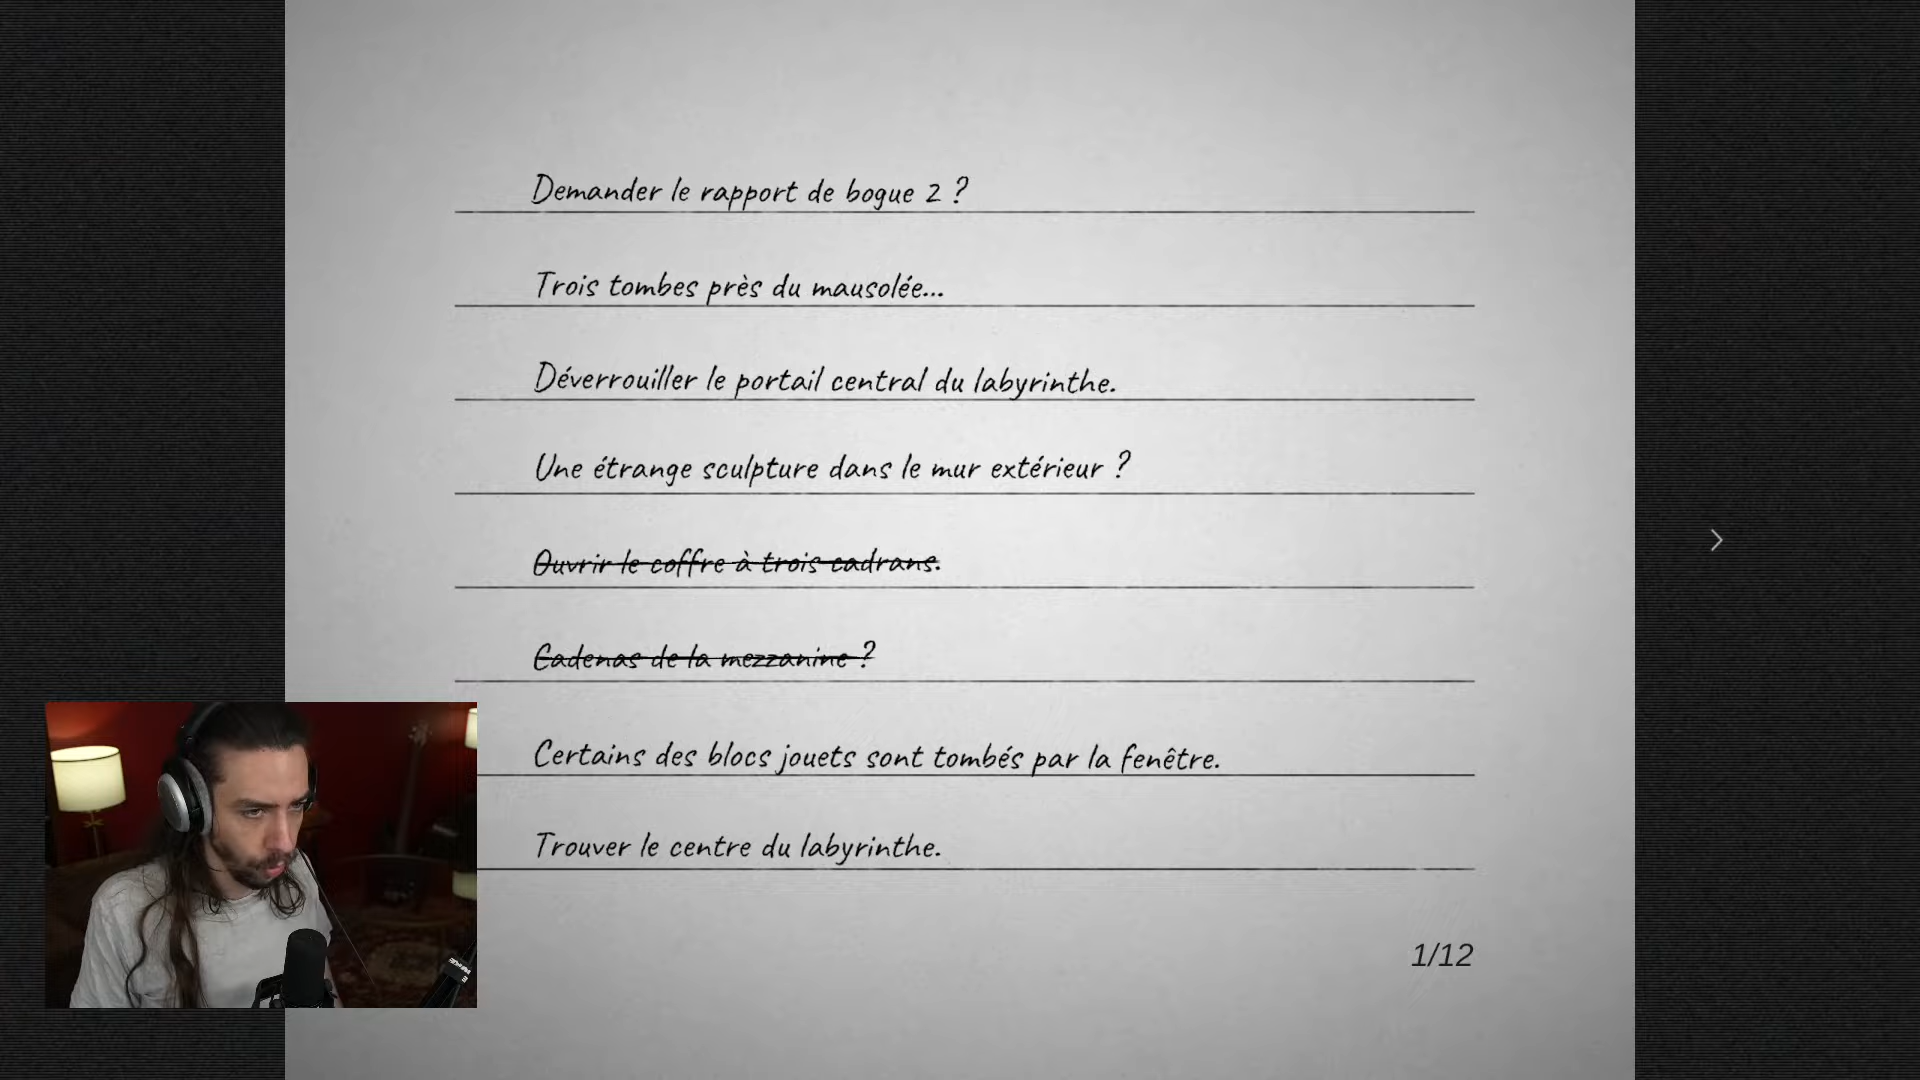 Demander le rapport de bogue 2 ?
Trois tombes près du mausolée...
Déverrouiller le portail central du labyrinthe.
Une étrange sculpture dans le mur extérieur ?
Ouvrir le coffre à trois cadrans.
Cadenas de la mezzanine ?
Certains des blocs jouets sont tombés par la fenêtre.
Trouver le centre du labyrinthe.
1/12